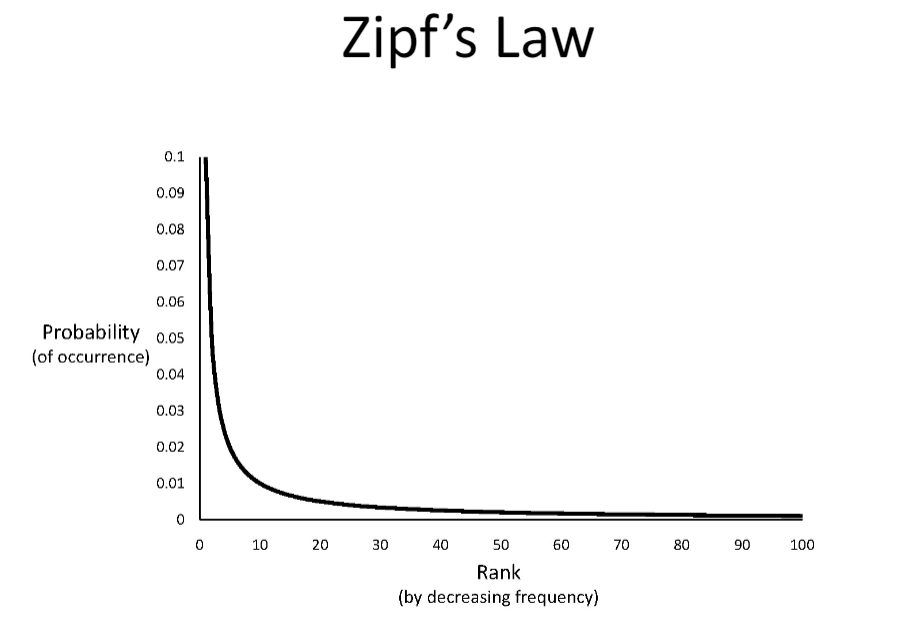 Zipf’s Law
0.1
0.09
0.08
0.07
0.06
Probability
(of occurrence)
0.05
0.04
0.03
0.02
0.01
0
0 10 20 30 40 50 60 70 80 90 100
Rank
(by decreasing frequency)